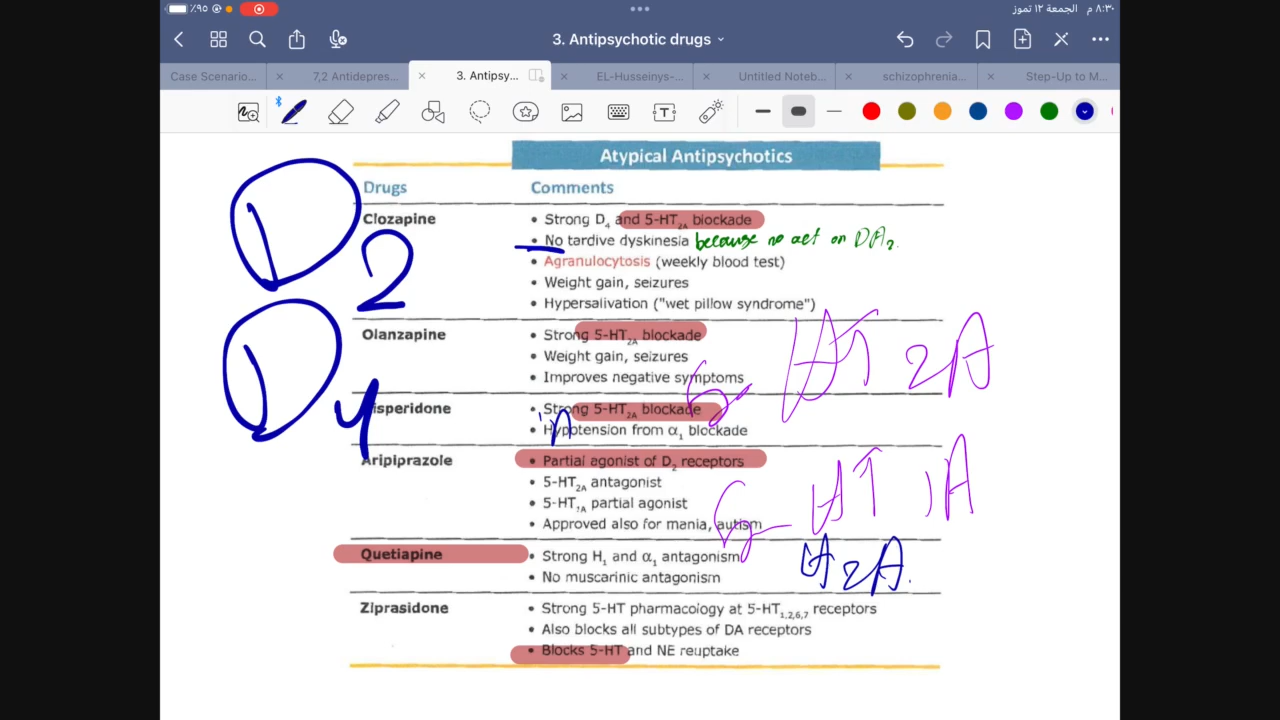 ٪٩٥
٨:٣٠ م الجمعة ١٢ تموز
3. Antipsychotic drugs
Case Scenario...
7,2 Antidepres...
3. Antipsy...
EL-Husseinys-...
Untitled Noteb...
schizophrenia...
Step-Up to M...
Atypical Antipsychotics
Drugs
Comments
Clozapine
• Strong D4 and 5-HT2A blockade
• No tardive dyskinesia because no act on DA2.
• Agranulocytosis (weekly blood test)
• Weight gain, seizures
• Hypersalivation ("wet pillow syndrome")
D2
Olanzapine
• Strong 5-HT2A blockade
• Weight gain, seizures
• Improves negative symptoms
D4
5-HT 2A
Risperidone
• Strong 5-HT2A blockade
in
• Hypotension from α1 blockade
Aripiprazole
• Partial agonist of D2 receptors
• 5-HT2A antagonist
• 5-HT1A partial agonist
• Approved also for mania, autism
5-HT 1A
Quetiapine
• Strong H1 and α1 antagonism
• No muscarinic antagonism
H2A.
Ziprasidone
• Strong 5-HT pharmacology at 5-HT1,2,6,7 receptors
• Also blocks all subtypes of DA receptors
• Blocks 5-HT and NE reuptake